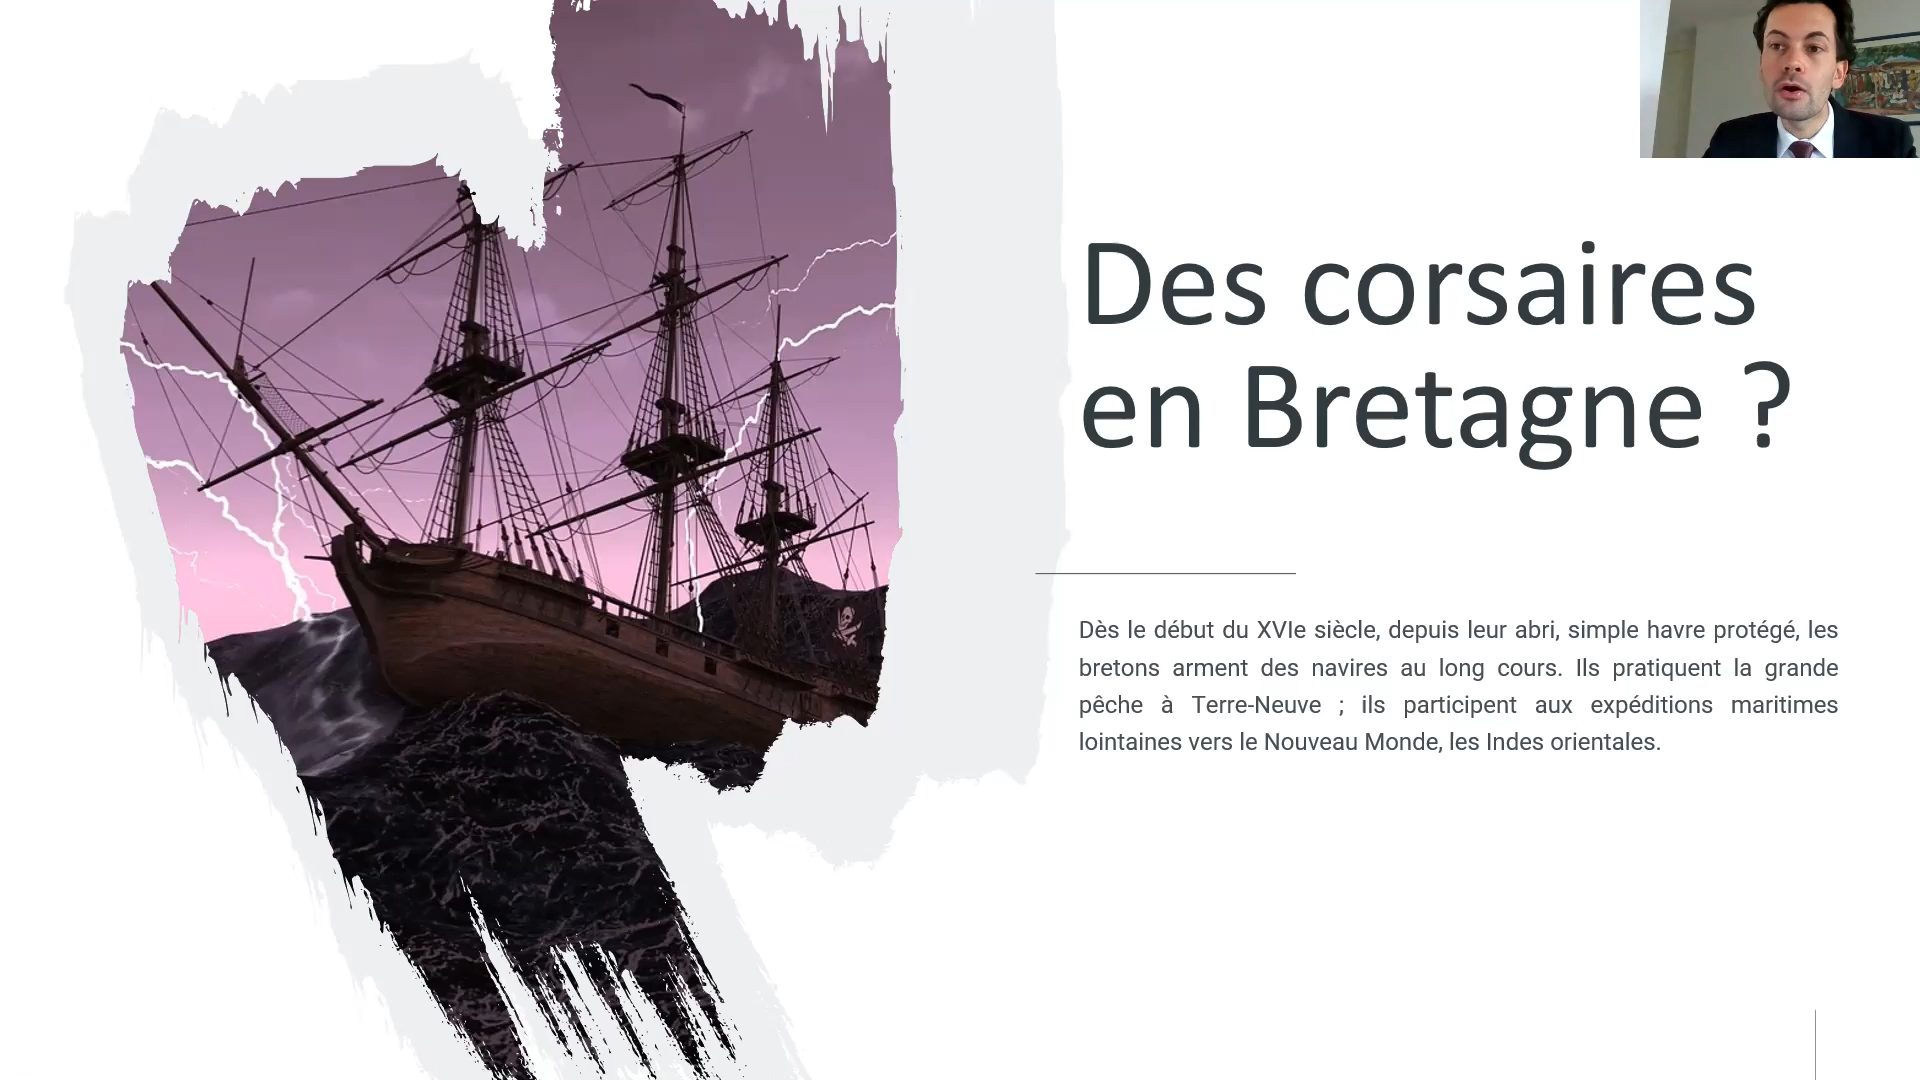 Des corsaires
en Bretagne ?
Dès le début du XVIe siècle, depuis leur abri, simple havre protégé, les
bretons arment des navires au long cours. Ils pratiquent la grande
pêche à Terre-Neuve ; ils participent aux expéditions maritimes
lointaines vers le Nouveau Monde, les Indes orientales.